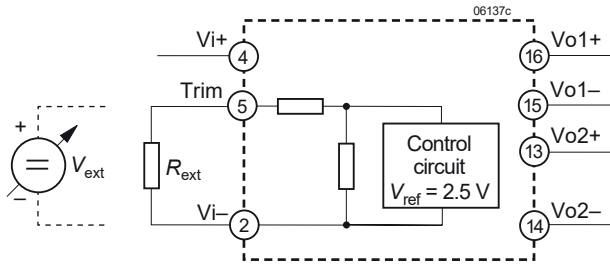 06137c
Vi+
4
16
Vo1+
Trim
5
15
Vo1–
+
=
–
Vext
Rext
Control
circuit
Vref = 2.5 V
13
Vo2+
Vi–
2
14
Vo2–